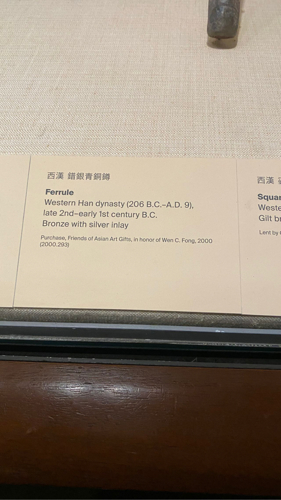 西漢 錯銀青銅鐏
Ferrule
Western Han dynasty (206 B.C.–A.D. 9),
late 2nd–early 1st century B.C.
Bronze with silver inlay
Purchase, Friends of Asian Art Gifts, in honor of Wen C. Fong, 2000
(2000.293)
西漢
Squar
Weste
Gilt br
Lent by